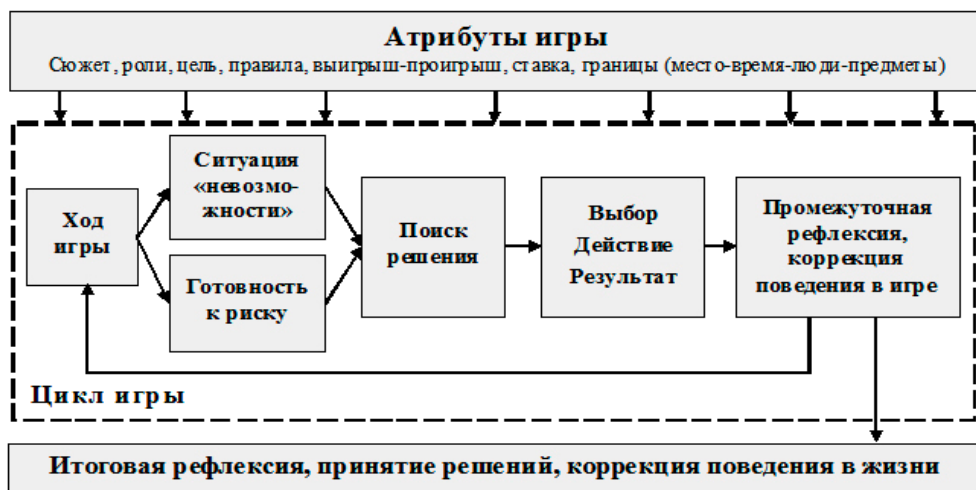 Атрибуты игры
Сюжет, роли, цель, правила, выигрыш-проигрыш, ставка, границы (место-время-люди-предметы)
Ход
игры
Ситуация
«невозмо-
жности»
Готовность
к риску
Поиск
решения
Выбор
Действие
Результат
Промежуточная
рефлексия,
коррекция
поведения в игре
Цикл игры
Итоговая рефлексия, принятие решений, коррекция поведения в жизни